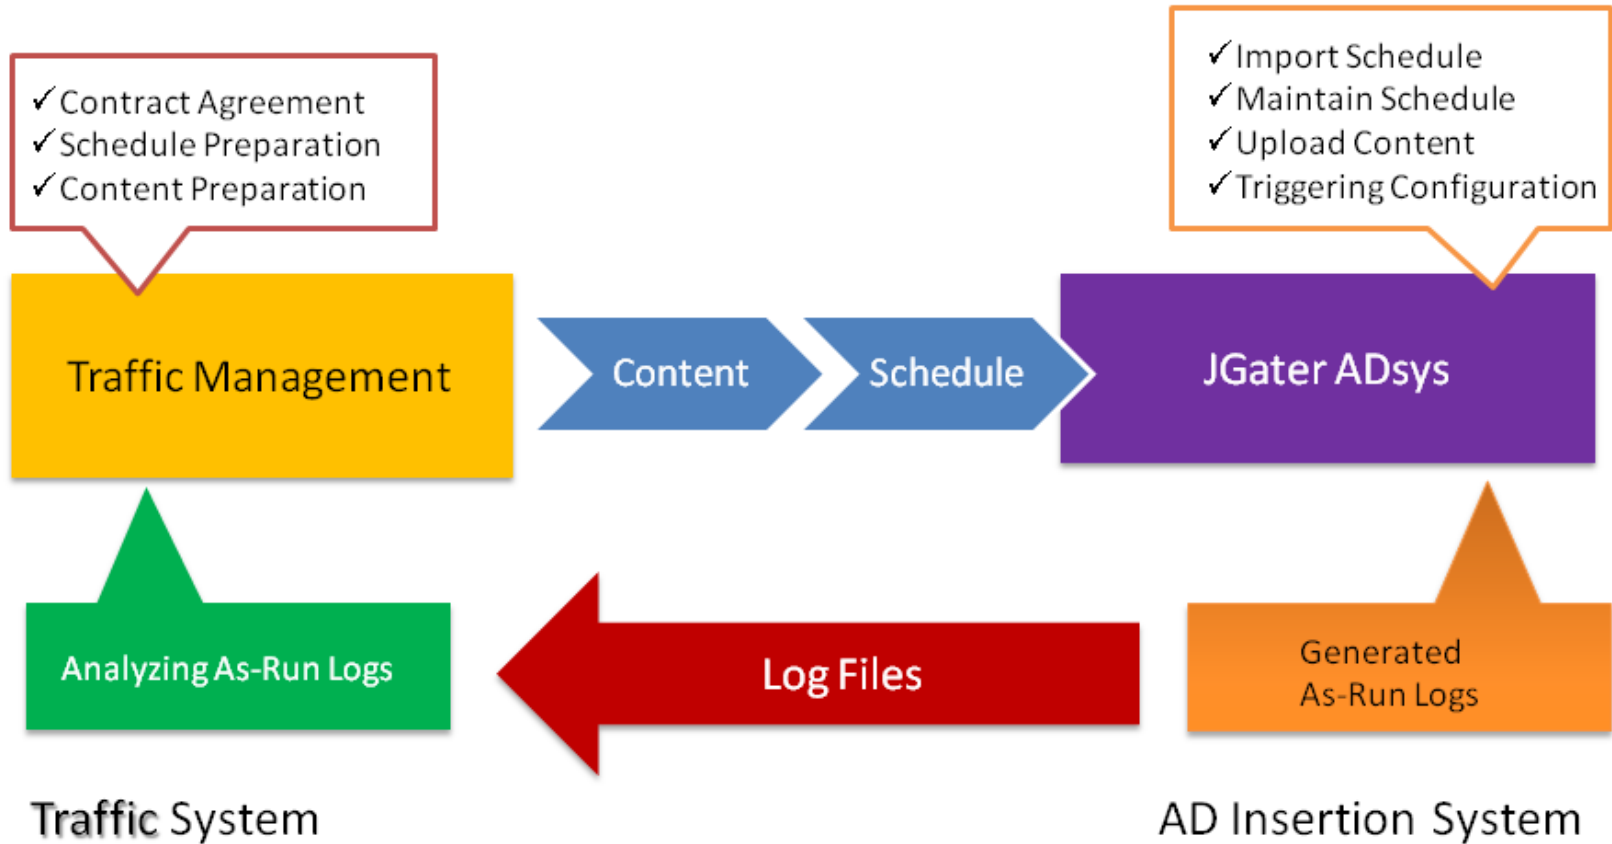 ✓Contract Agreement
✓Schedule Preparation
✓Content Preparation
✓Import Schedule
✓Maintain Schedule
✓Upload Content
✓Triggering Configuration
Traffic Management
Content
Schedule
JGater ADsys
Analyzing As-Run Logs
Log Files
Generated
As-Run Logs
Traffic System
AD Insertion System